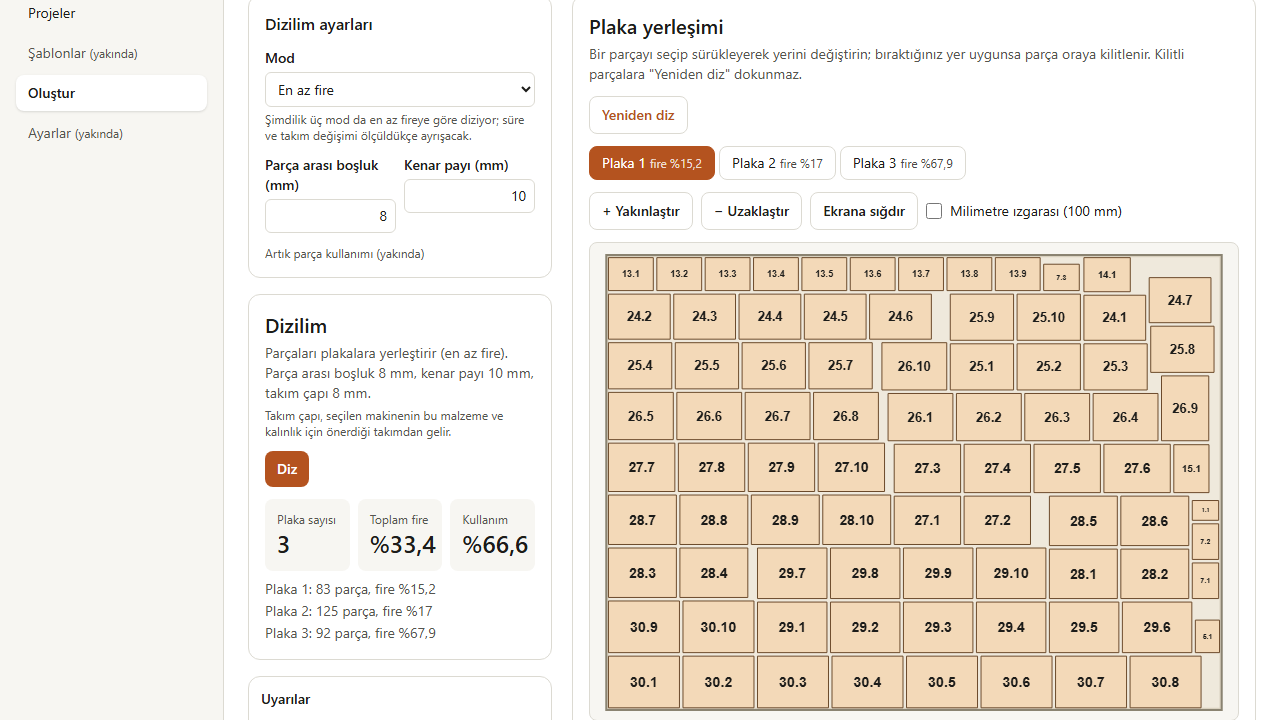 Projeler
Şablonlar (yakında)
Oluştur
Ayarlar (yakında)
Dizilim ayarları
Mod
En az fire
Şimdilik üç mod da en az fireye göre diziyor; süre
ve takım değişimi ölçüldükçe ayrışacak.
Parça arası boşluk
(mm)
8
Kenar payı (mm)
10
Artık parça kullanımı (yakında)
Dizilim
Parçaları plakalara yerleştirir (en az fire).
Parça arası boşluk 8 mm, kenar payı 10 mm,
takım çapı 8 mm.
Takım çapı, seçilen makinenin bu malzeme ve
kalınlık için önerdiği takımdan gelir.
Diz
Plaka sayısı
3
Toplam fire
%33,4
Kullanım
%66,6
Plaka 1: 83 parça, fire %15,2
Plaka 2: 125 parça, fire %17
Plaka 3: 92 parça, fire %67,9
Uyarılar
Plaka yerleşimi
Bir parçayı seçip sürükleyerek yerini değiştirin; bıraktığınız yer uygunsa parça oraya kilitlenir. Kilitli
parçalara "Yeniden diz" dokunmaz.
Yeniden diz
Plaka 1 fire %15,2 Plaka 2 fire %17 Plaka 3 fire %67,9
+ Yakınlaştır − Uzaklaştır Ekrana sığdır Milimetre ızgarası (100 mm)
13.1 13.2 13.3 13.4 13.5 13.6 13.7 13.8 13.9 7.3 14.1
24.7
24.2 24.3 24.4 24.5 24.6 25.9 25.10 24.1
25.8
25.4 25.5 25.6 25.7 26.10 25.1 25.2 25.3
26.9
26.5 26.6 26.7 26.8 26.1 26.2 26.3 26.4
27.7 27.8 27.9 27.10 27.3 27.4 27.5 27.6 15.1
1.1
28.7 28.8 28.9 28.10 27.1 27.2 28.5 28.6
7.2
28.3 28.4 29.7 29.8 29.9 29.10 28.1 28.2 7.1
30.9 30.10 29.1 29.2 29.3 29.4 29.5 29.6
30.1 30.2 30.3 30.4 30.5 30.6 30.7 30.8